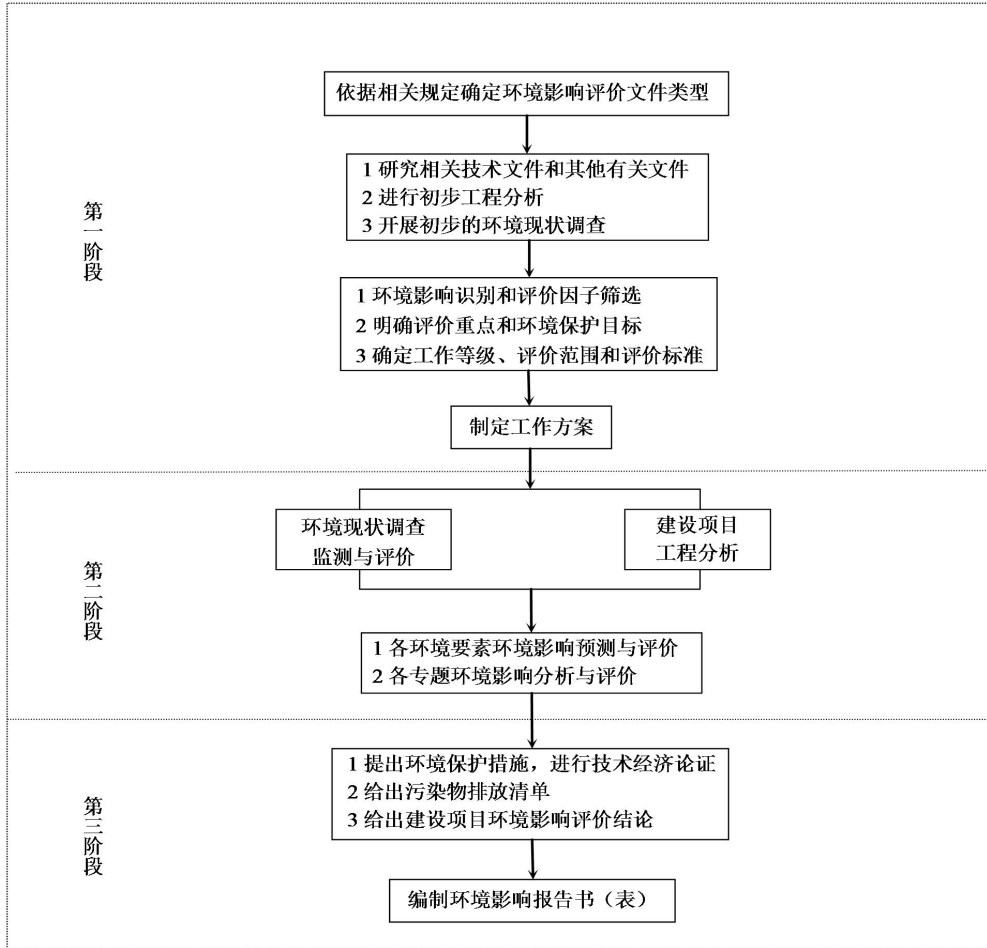 依据相关规定确定环境影响评价文件类型
第一阶段
1 研究相关技术文件和其他有关文件
2 进行初步工程分析
3 开展初步的环境现状调查
1 环境影响识别和评价因子筛选
2 明确评价重点和环境保护目标
3 确定工作等级、评价范围和评价标准
制定工作方案
第二阶段
环境现状调查
监测与评价
建设项目
工程分析
1 各环境要素环境影响预测与评价
2 各专题环境影响分析与评价
第三阶段
1 提出环境保护措施，进行技术经济论证
2 给出污染物排放清单
3 给出建设项目环境影响评价结论
编制环境影响报告书（表）